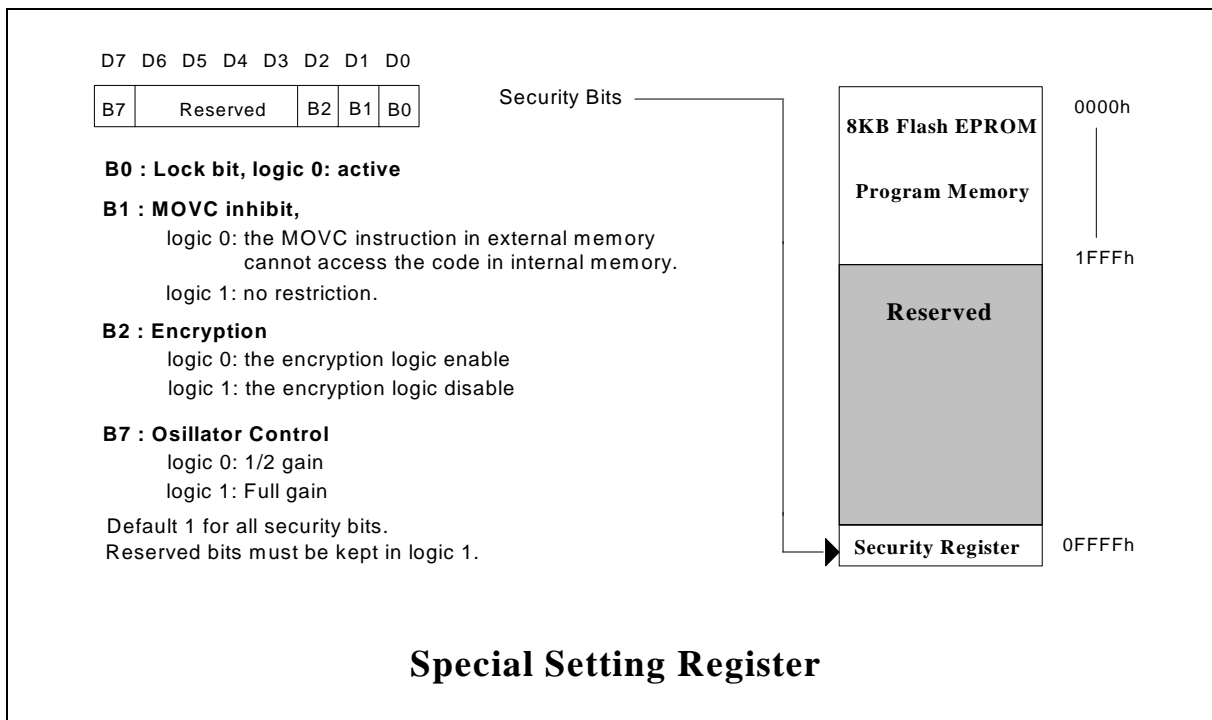 D7 D6 D5 D4 D3 D2 D1 D0
B7 Reserved B2 B1 B0
B0 : Lock bit, logic 0: active
B1 : MOVC inhibit,
logic 0: the MOVC instruction in external memory
cannot access the code in internal memory.
logic 1: no restriction.
B2 : Encryption
logic 0: the encryption logic enable
logic 1: the encryption logic disable
B7 : Osillator Control
logic 0: 1/2 gain
logic 1: Full gain
Default 1 for all security bits.
Reserved bits must be kept in logic 1.
Security Bits
8KB Flash EPROM
Program Memory
0000h
1FFFh
Reserved
Security Register
0FFFFh
Special Setting Register